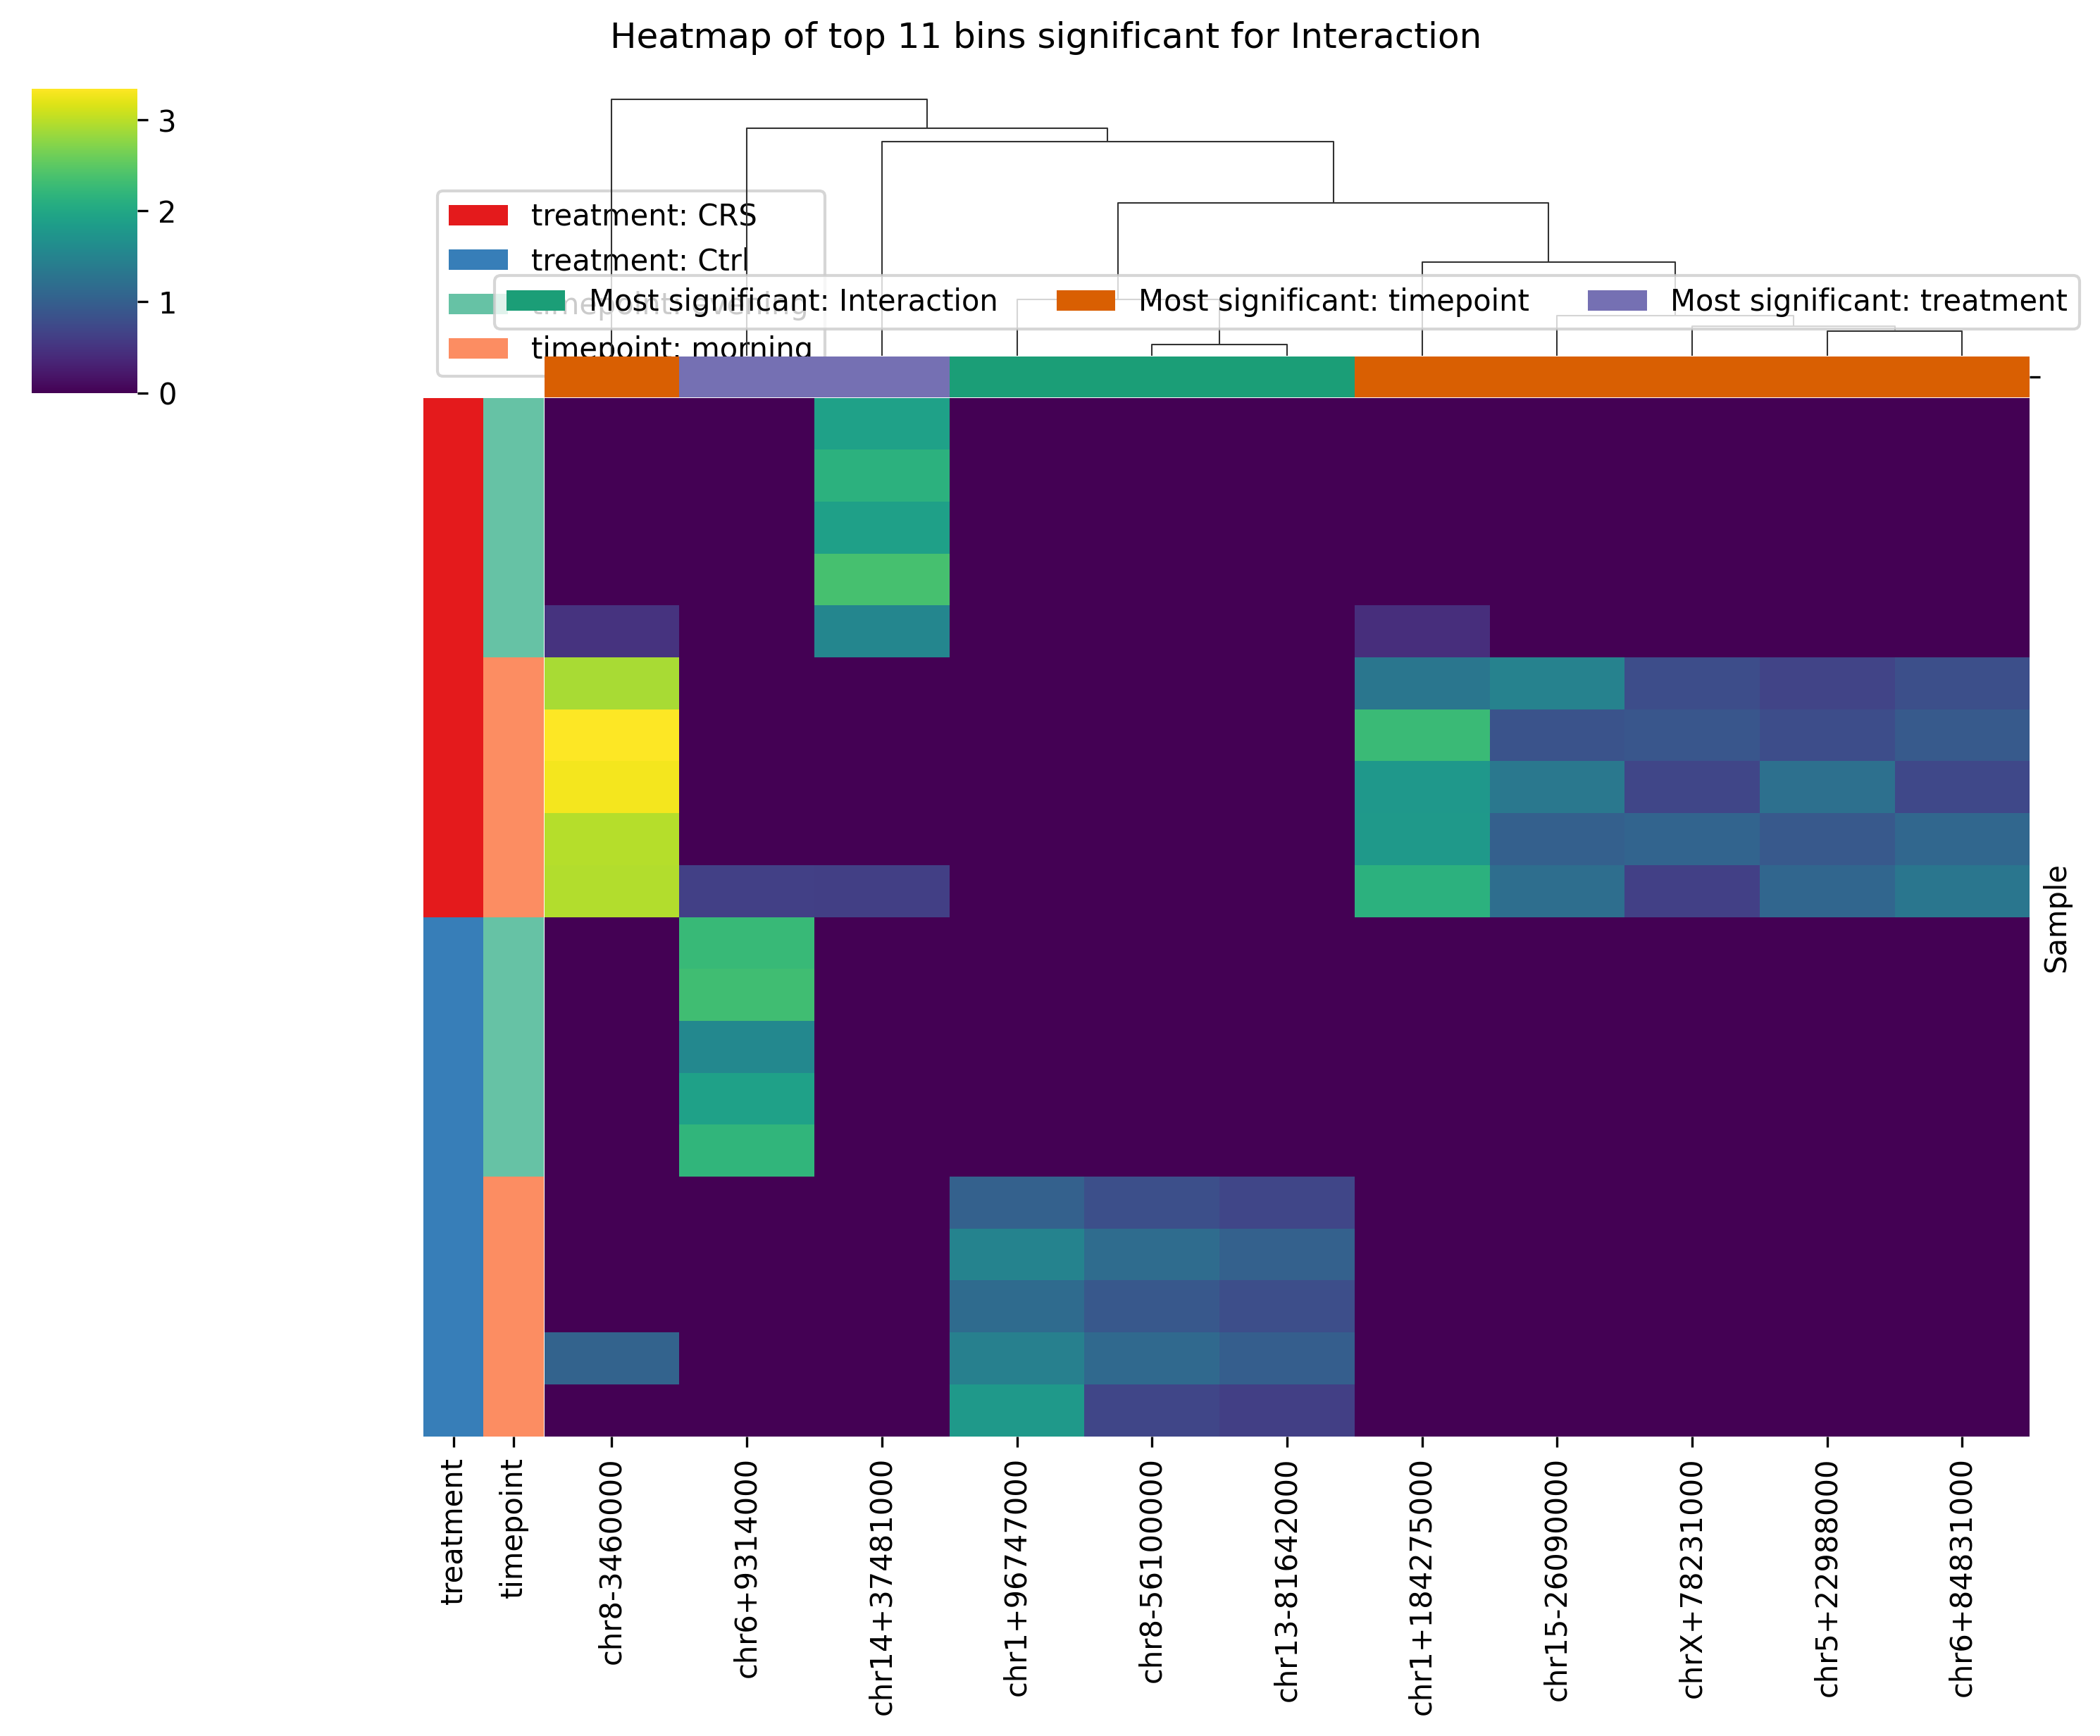 Heatmap of top 11 bins significant for Interaction
3
2
1
0
treatment: CRS
treatment: Ctrl
timepoint: evening
timepoint: morning
Most significant: Interaction
Most significant: timepoint
Most significant: treatment
Sample
treatment
timepoint
chr8-3460000
chr6+9314000
chr14+37481000
chr1+96747000
chr8-56100000
chr13-81642000
chr1+184275000
chr15-26090000
chrX+78231000
chr5+22988000
chr6+84831000